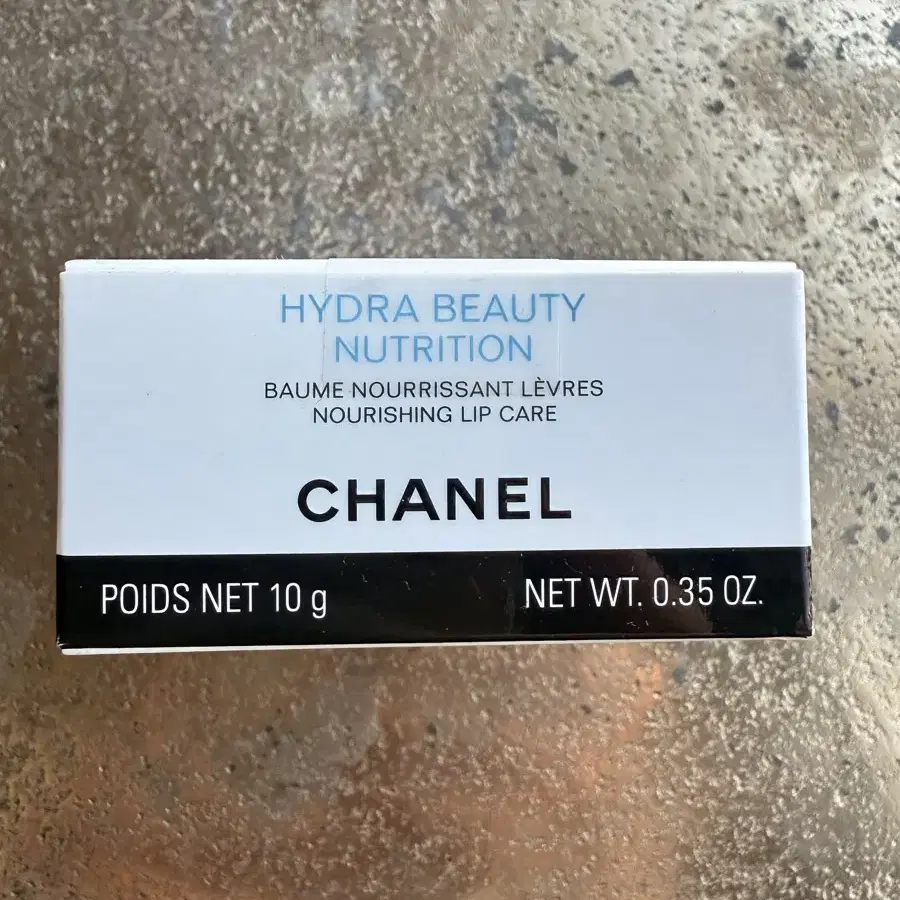 HYDRA BEAUTY
NUTRITION
BAUME NOURRISSANT LÈVRES
NOURISHING LIP CARE
CHANEL
POIDS NET 10 g NET WT. 0.35 OZ.